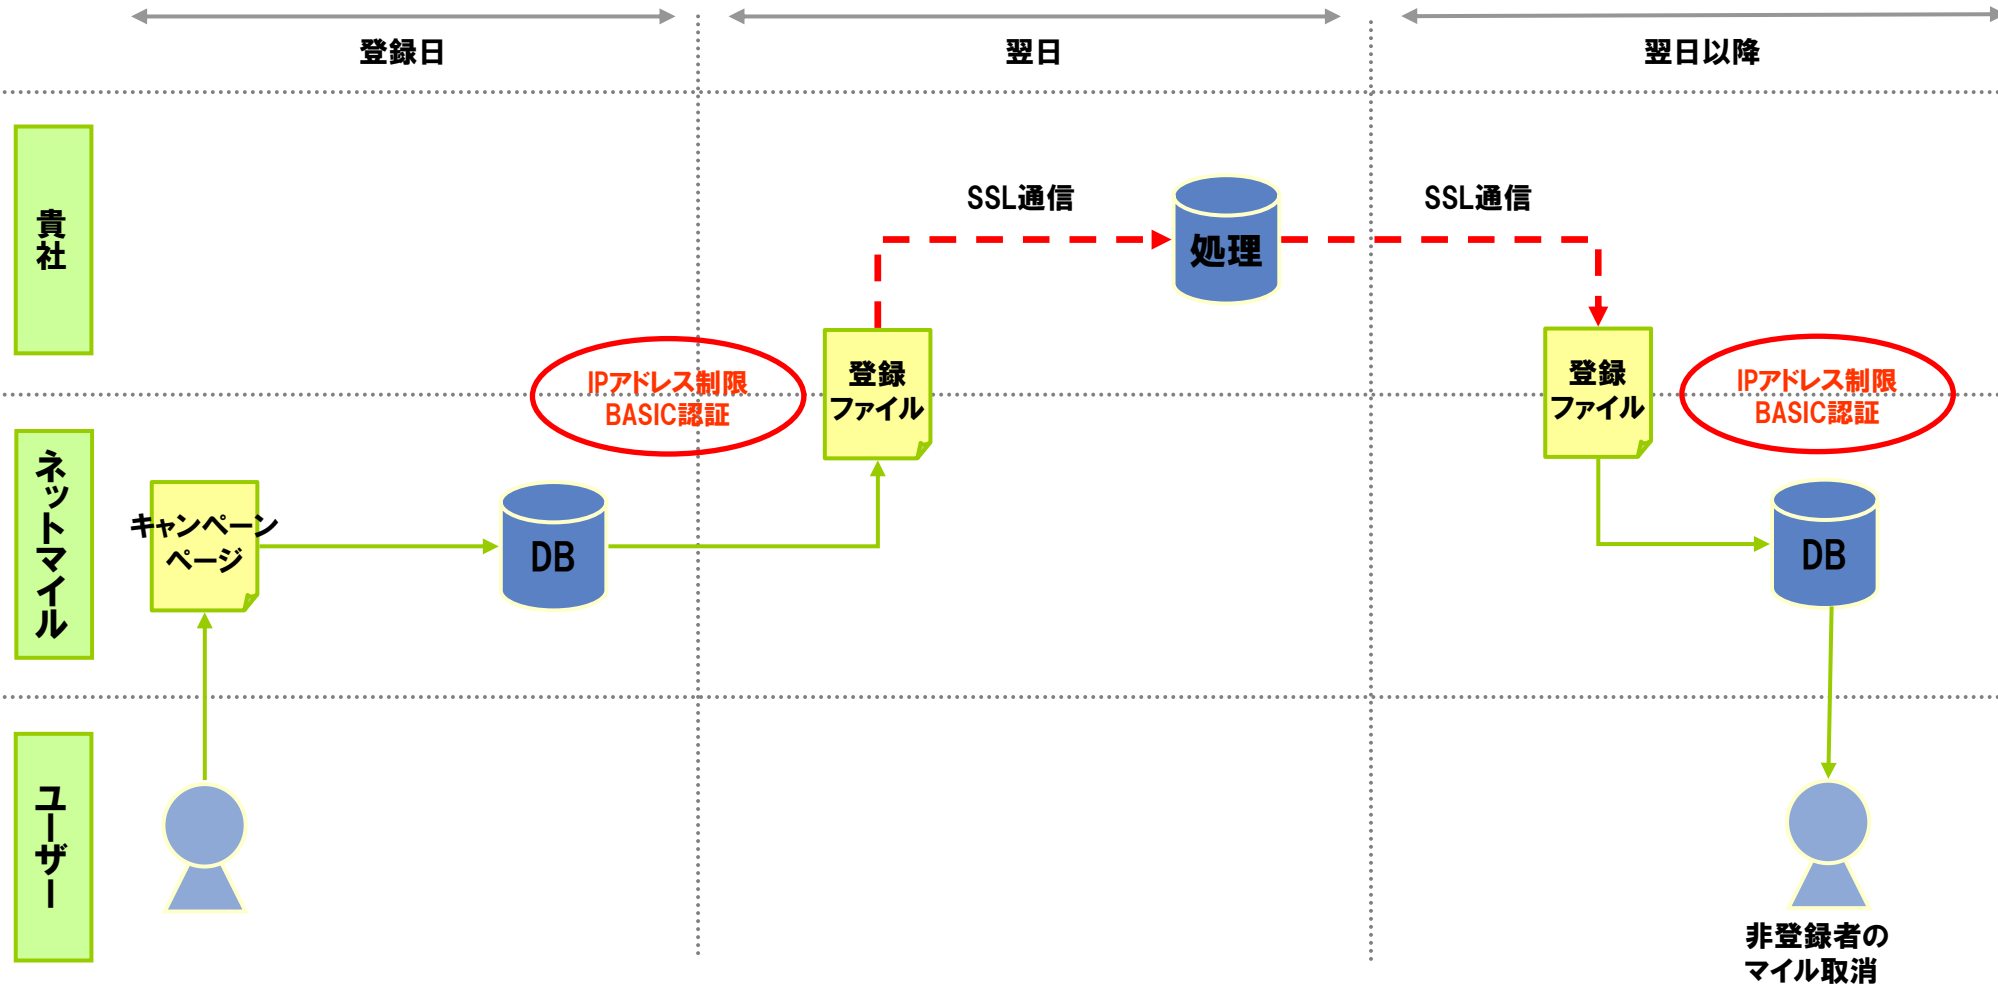 登録日
翌日
翌日以降
貴社
SSL通信
SSL通信
処理
IPアドレス制限
BASIC認証
登録
ファイル
登録
ファイル
IPアドレス制限
BASIC認証
ネットマイル
キャンペーン
ページ
DB
DB
ユーザー
非登録者の
マイル取消